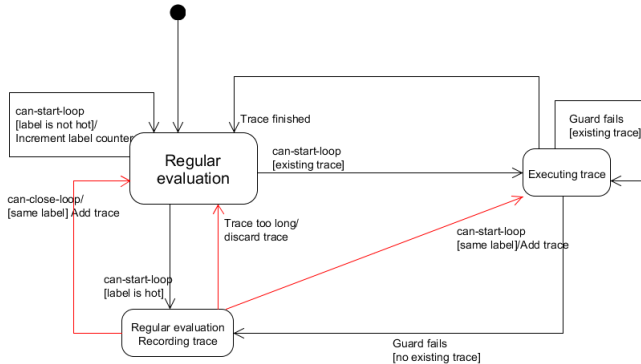 can-start-loop
[label is not hot]/
Increment label counter
Trace finished
Guard fails
[existing trace]
Regular
evaluation
can-start-loop
[existing trace]
Executing trace
can-close-loop/
[same label] Add trace
Trace too long/
discard trace
can-start-loop
[same label]/Add trace
can-start-loop
[label is hot]
Regular evaluation
Recording trace
Guard fails
[no existing trace]